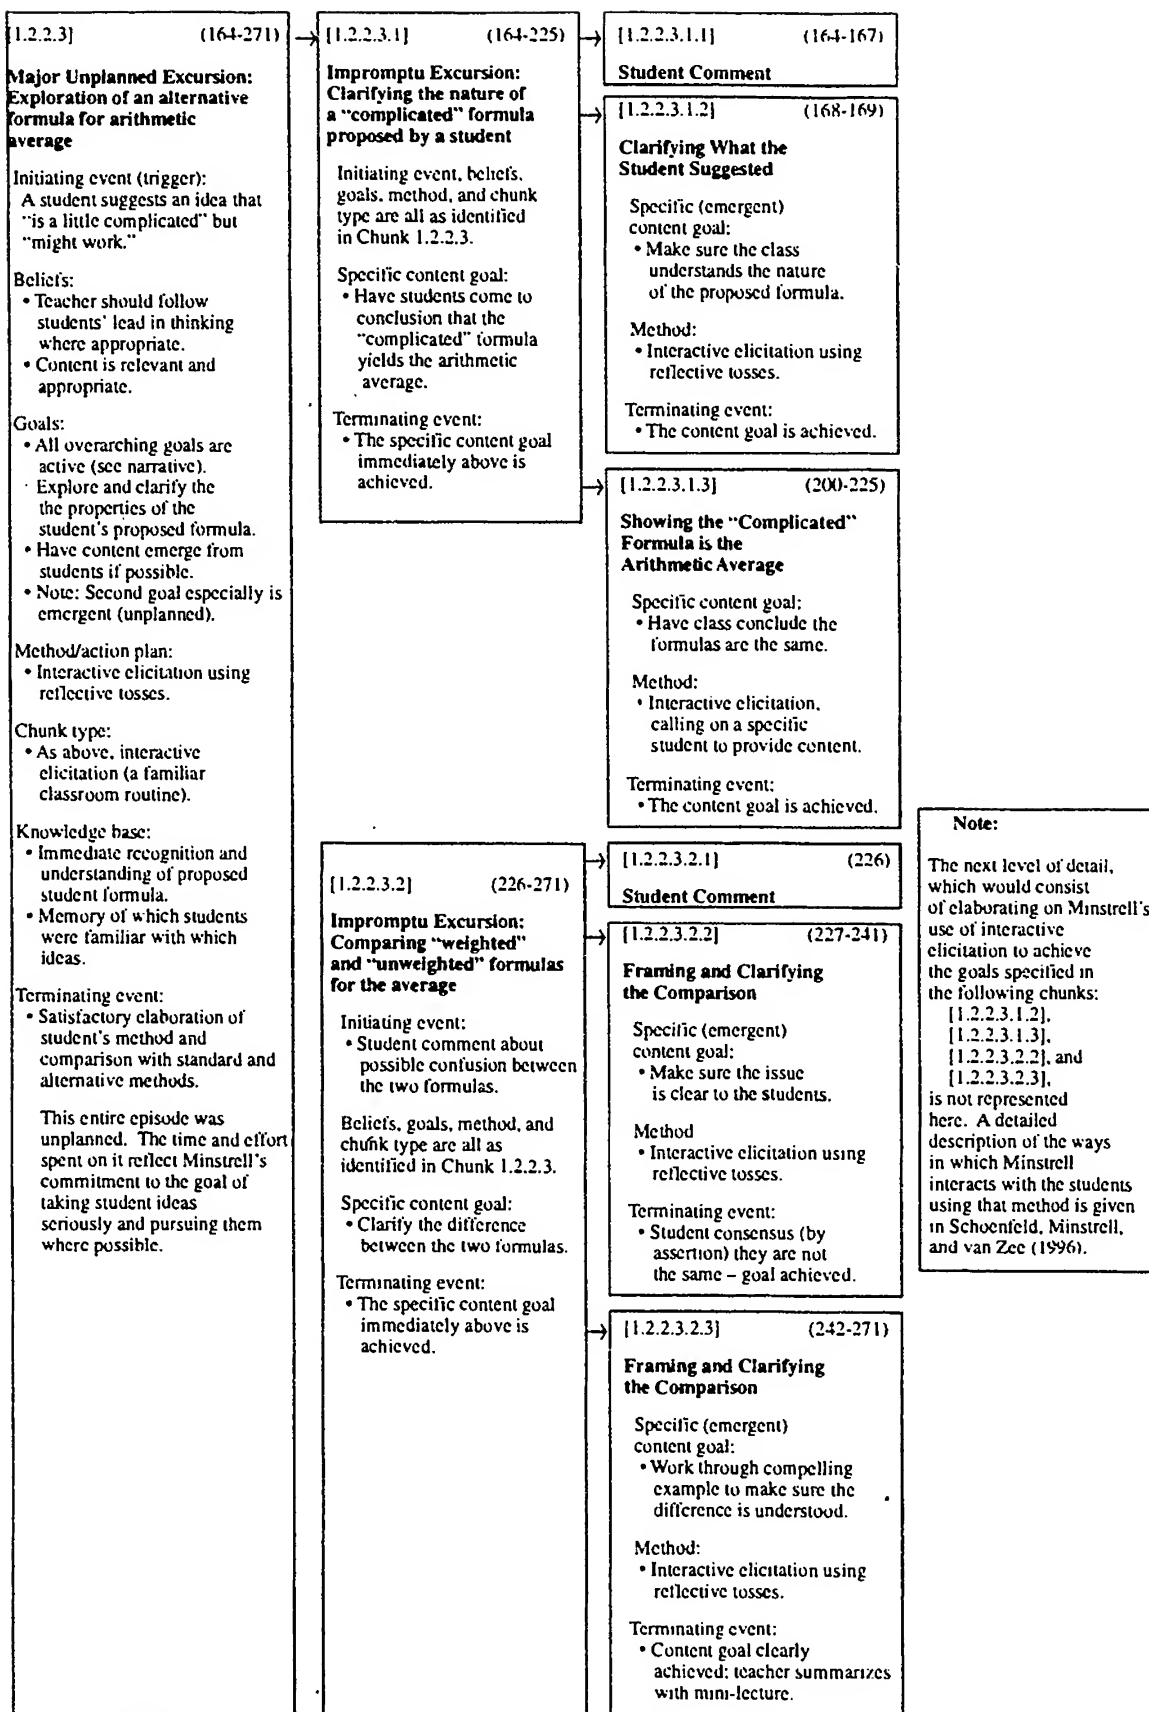 [1.2.2.3] (164-271)
Major Unplanned Excursion:
Exploration of an alternative
formula for arithmetic
average
Initiating event (trigger):
A student suggests an idea that
"is a little complicated" but
"might work."
Beliefs:
• Teacher should follow
students' lead in thinking
where appropriate.
• Content is relevant and
appropriate.
Goals:
• All overarching goals are
active (see narrative).
Explore and clarify the
the properties of the
student's proposed formula.
• Have content emerge from
students if possible.
• Note: Second goal especially is
emergent (unplanned).
Method/action plan:
• Interactive elicitation using
reflective tosses.
Chunk type:
• As above, interactive
elicitation (a familiar
classroom routine).
Knowledge base:
• Immediate recognition and
understanding of proposed
student formula.
• Memory of which students
were familiar with which
ideas.
Terminating event:
• Satisfactory elaboration of
student's method and
comparison with standard and
alternative methods.
This entire episode was
unplanned. The time and effort
spent on it reflect Minstrell's
commitment to the goal of
taking student ideas
seriously and pursuing them
where possible.
[1.2.2.3.1] (164-225)
Impromptu Excursion:
Clarifying the nature of
a "complicated" formula
proposed by a student
Initiating event, beliefs,
goals, method, and chunk
type are all as identified
in Chunk 1.2.2.3.
Specific content goal:
• Have students come to
conclusion that the
"complicated" formula
yields the arithmetic
average.
Terminating event:
• The specific content goal
immediately above is
achieved.
[1.2.2.3.1.1] (164-167)
Student Comment
[1.2.2.3.1.2] (168-169)
Clarifying What the
Student Suggested
Specific (emergent)
content goal:
• Make sure the class
understands the nature
of the proposed formula.
Method:
• Interactive elicitation using
reflective tosses.
Terminating event:
• The content goal is achieved.
[1.2.2.3.1.3] (200-225)
Showing the "Complicated"
Formula is the
Arithmetic Average
Specific content goal:
• Have class conclude the
formulas are the same.
Method:
• Interactive elicitation,
calling on a specific
student to provide content.
Terminating event:
• The content goal is achieved.
[1.2.2.3.2] (226-271)
Impromptu Excursion:
Comparing "weighted"
and "unweighted" formulas
for the average
Initiating event:
• Student comment about
possible confusion between
the two formulas.
Beliefs, goals, method, and
chunk type are all as
identified in Chunk 1.2.2.3.
Specific content goal:
• Clarify the difference
between the two formulas.
Terminating event:
• The specific content goal
immediately above is
achieved.
[1.2.2.3.2.1] (226)
Student Comment
[1.2.2.3.2.2] (227-241)
Framing and Clarifying
the Comparison
Specific (emergent)
content goal:
• Make sure the issue
is clear to the students.
Method
• Interactive elicitation using
reflective tosses.
Terminating event:
• Student consensus (by
assertion) they are not
the same – goal achieved.
[1.2.2.3.2.3] (242-271)
Framing and Clarifying
the Comparison
Specific (emergent)
content goal:
• Work through compelling
example to make sure the
difference is understood.
Method:
• Interactive elicitation using
reflective tosses.
Terminating event:
• Content goal clearly
achieved; teacher summarizes
with mini-lecture.
Note:
The next level of detail,
which would consist
of elaborating on Minstrell's
use of interactive
elicitation to achieve
the goals specified in
the following chunks:
[1.2.2.3.1.2],
[1.2.2.3.1.3],
[1.2.2.3.2.2], and
[1.2.2.3.2.3],
is not represented
here. A detailed
description of the ways
in which Minstrell
interacts with the students
using that method is given
in Schoenfeld, Minstrell,
and van Zee (1996).